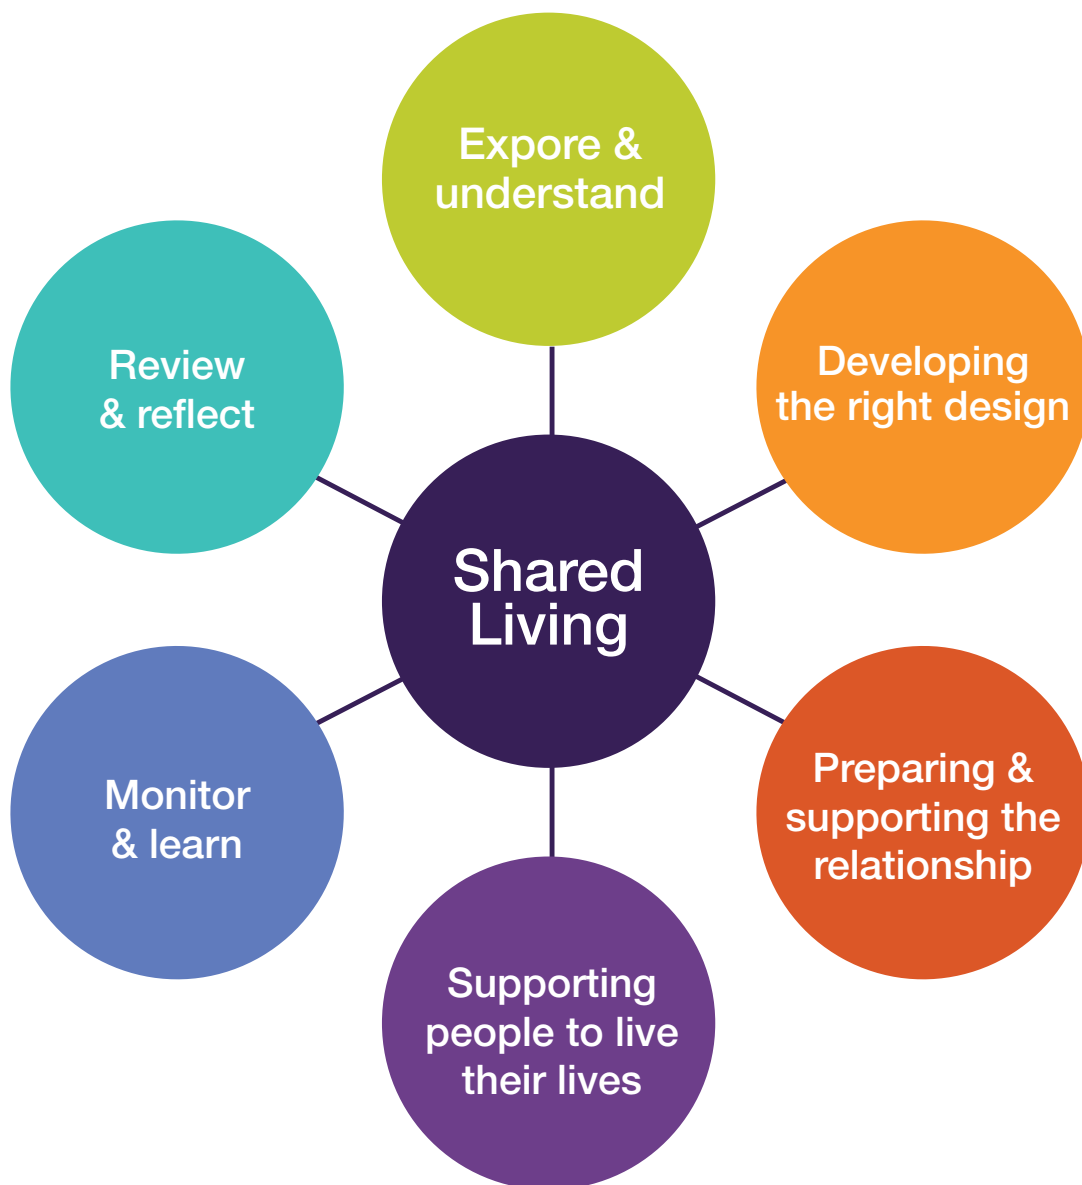 Expore &
understand
Developing
the right design
Preparing &
supporting the
relationship
Supporting
people to live
their lives
Monitor
& learn
Review
& reflect
Shared
Living